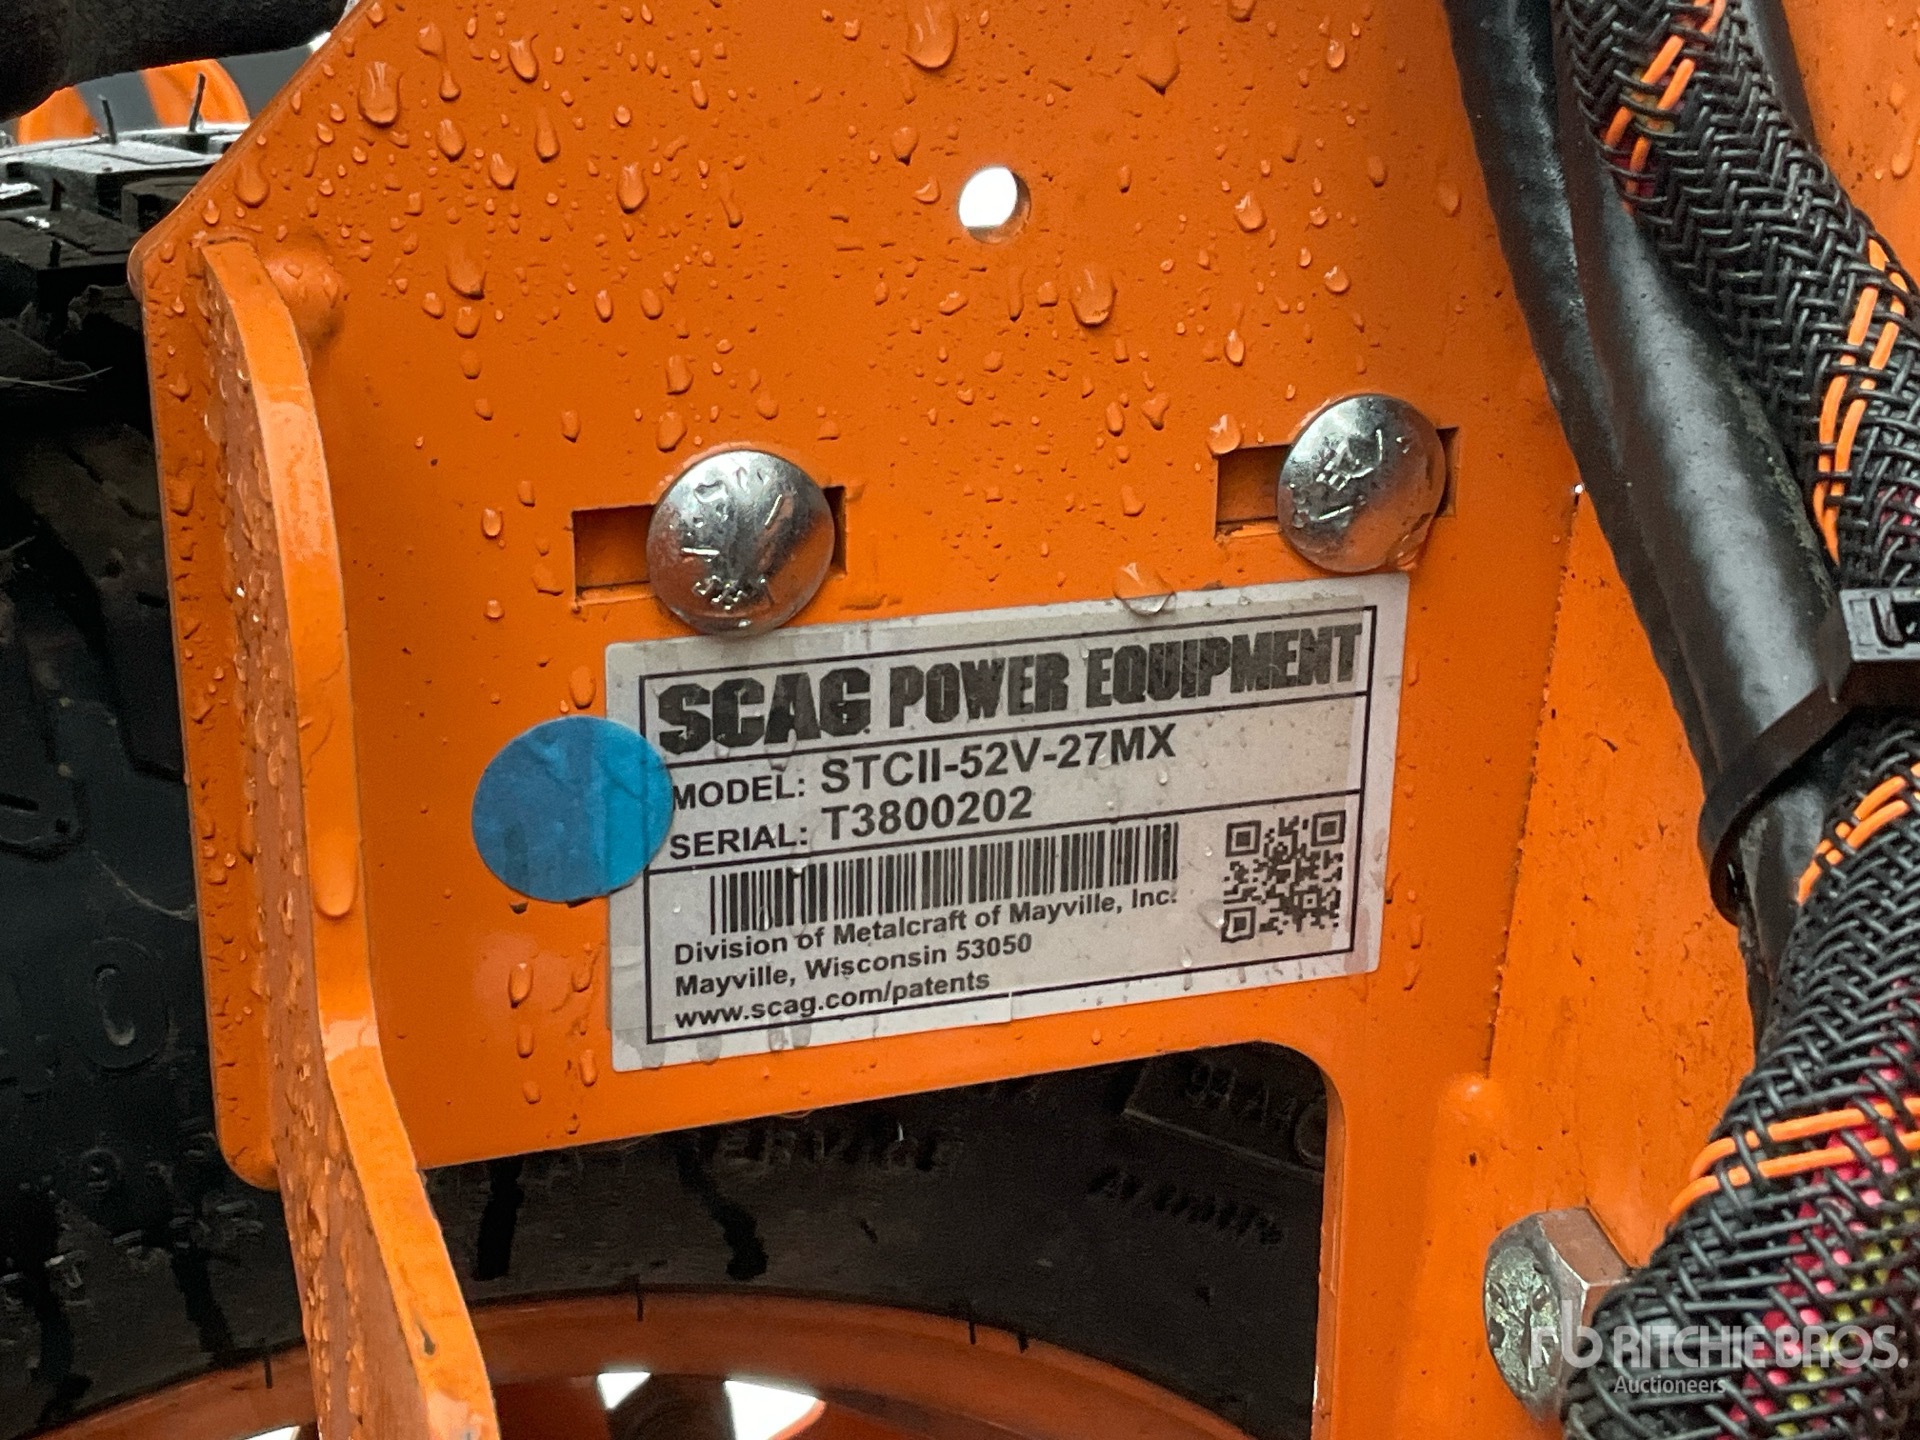 SCAG POWER EQUIPMENT
MODEL: STCII-52V-27MX
SERIAL: T3800202
Division of Metalcraft of Mayville, Inc.
Mayville, Wisconsin 53050
www.scag.com/patents
rb RITCHIE BROS.
Auctioneers